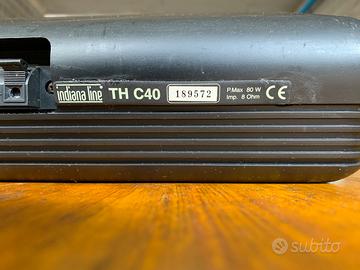 indiana line TH C40 189572 P.Max 80 W
Imp. 8 Ohm CE
subito